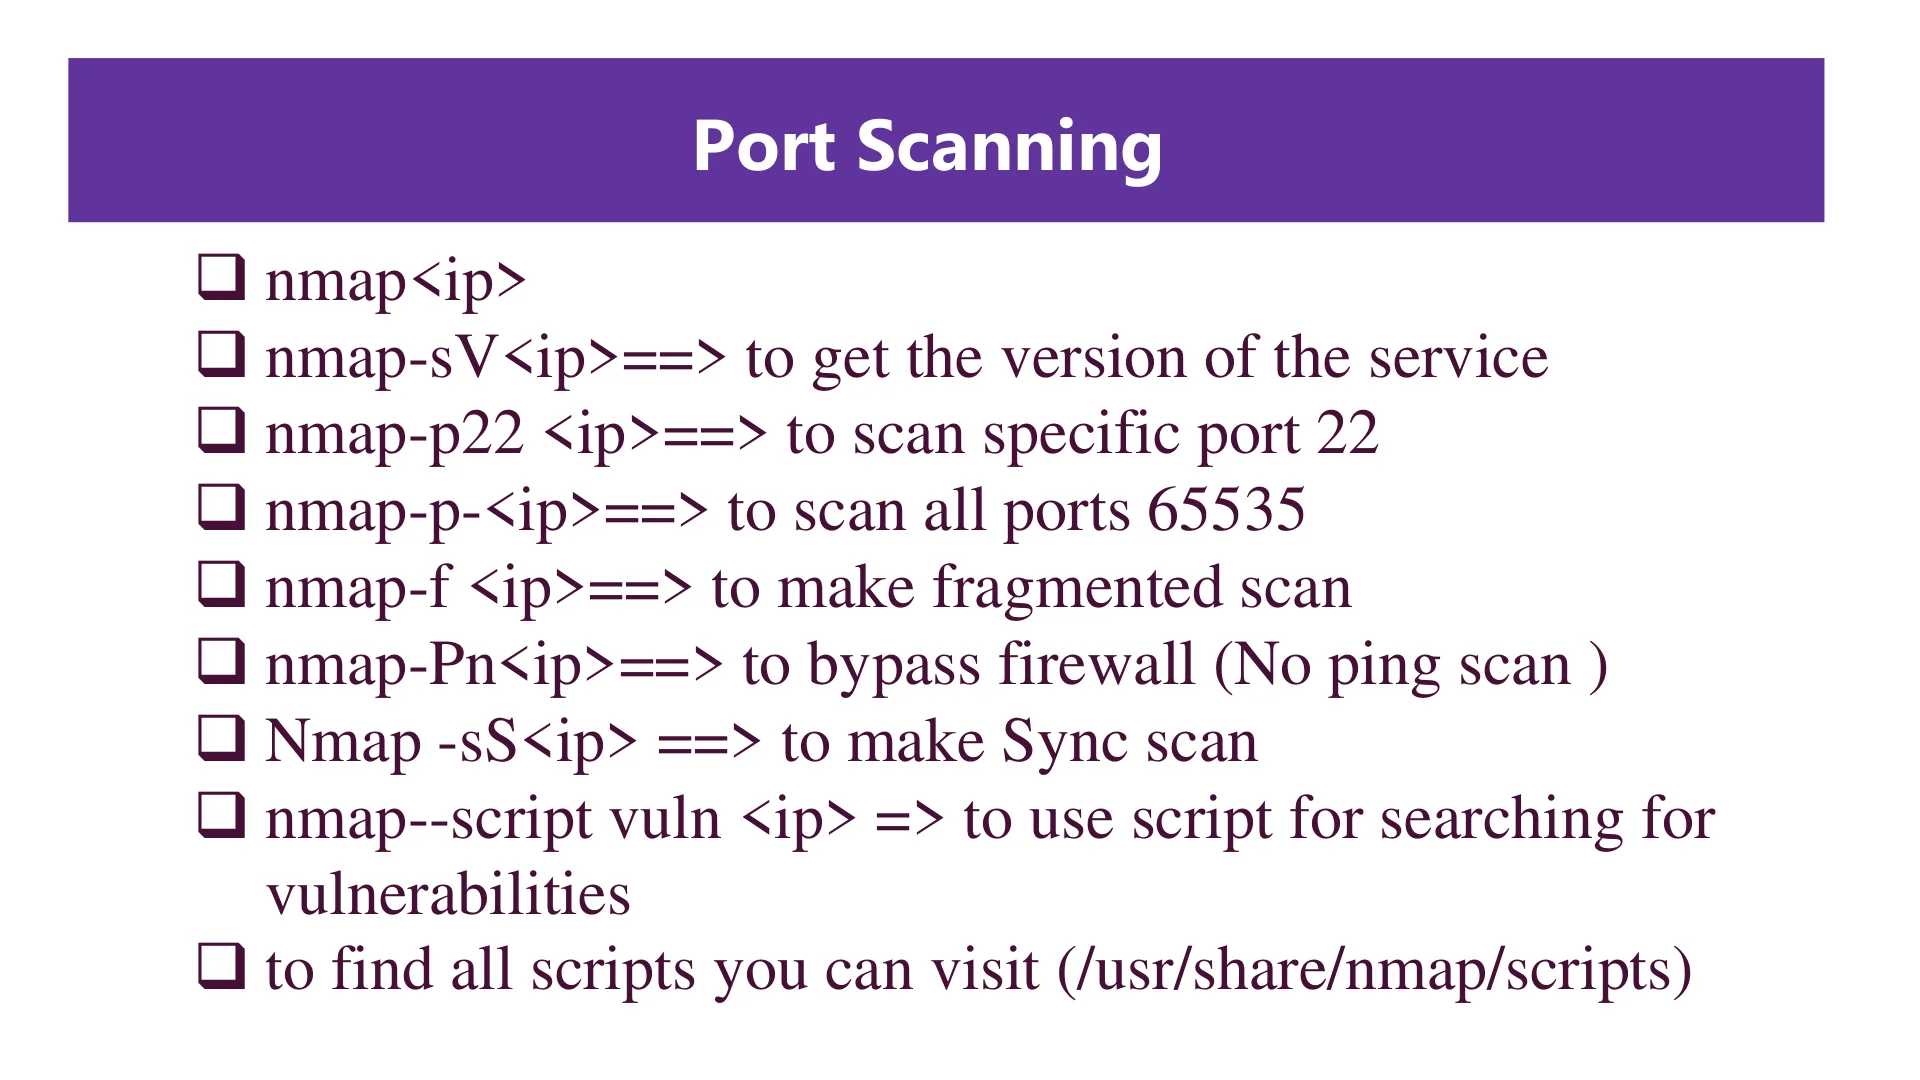 Port Scanning
nmap<ip>
nmap-sV<ip>==> to get the version of the service
nmap-p22 <ip>==> to scan specific port 22
nmap-p-<ip>==> to scan all ports 65535
nmap-f <ip>==> to make fragmented scan
nmap-Pn<ip>==> to bypass firewall (No ping scan )
Nmap -sS<ip> ==> to make Sync scan
nmap--script vuln <ip> => to use script for searching for
vulnerabilities
to find all scripts you can visit (/usr/share/nmap/scripts)